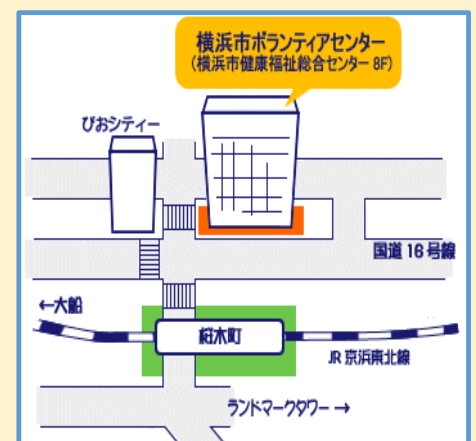 横浜市ボランティアセンター
（横浜市健康福祉総合センター 8F）
ぴおシティー
国道 16 号線
←大船
桜木町
JR 京浜東北線
ランドマークタワー →